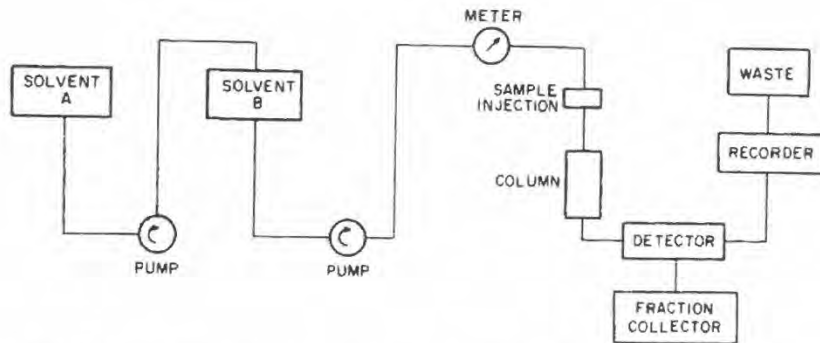 METER
SOLVENT
A
SOLVENT
B
SAMPLE
INJECTION
WASTE
RECORDER
COLUMN
DETECTOR
PUMP
PUMP
FRACTION
COLLECTOR